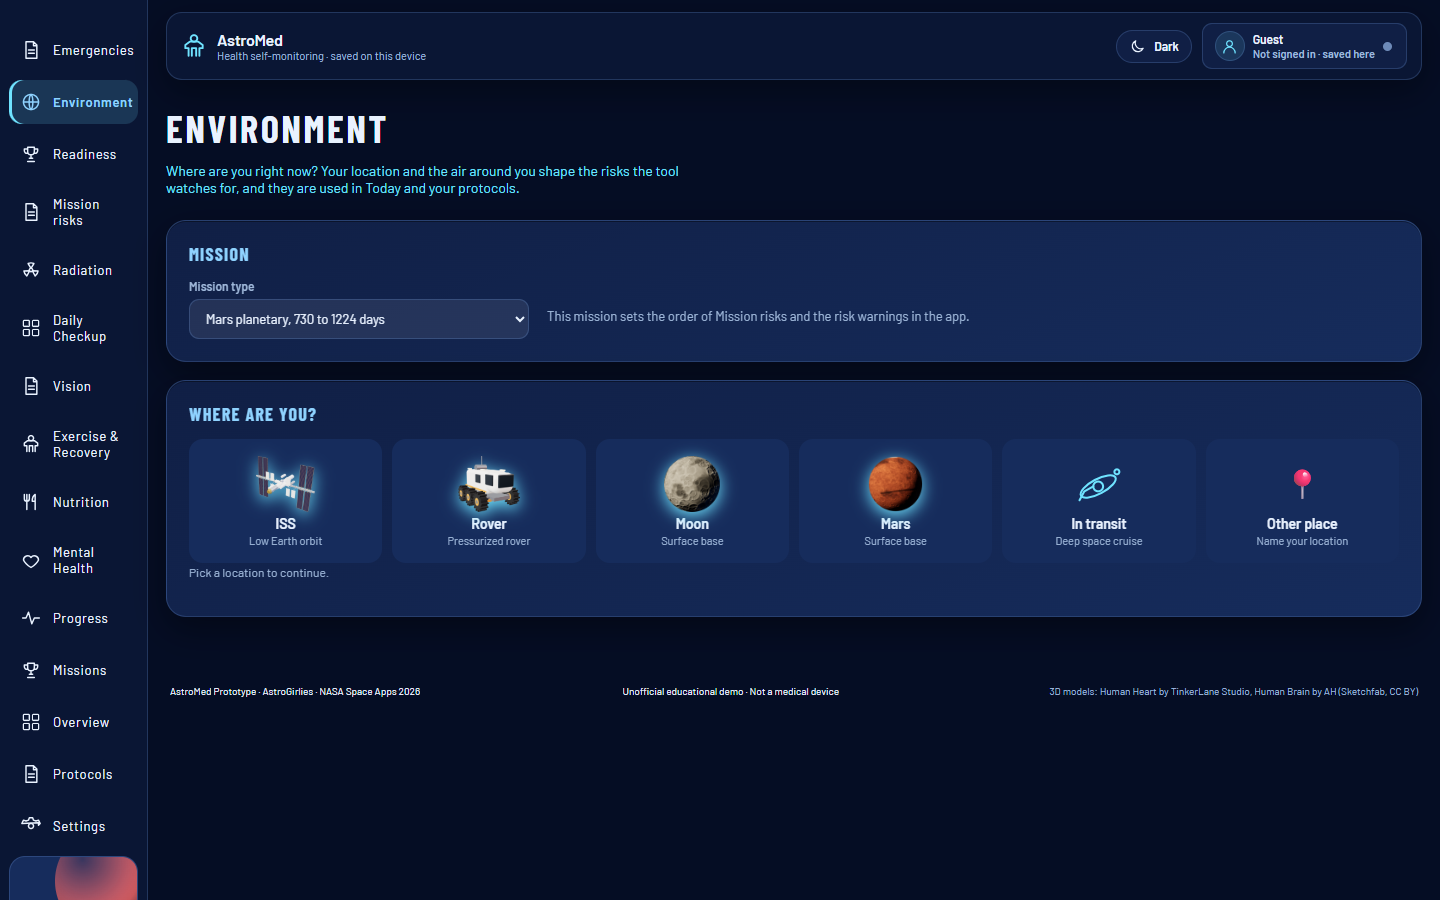 Emergencies
Environment
Readiness
Mission
risks
Radiation
Daily
Checkup
Vision
Exercise &
Recovery
Nutrition
Mental
Health
Progress
Missions
Overview
Protocols
Settings
AstroMed
Health self-monitoring · saved on this device
Dark
Guest
Not signed in · saved here
ENVIRONMENT
Where are you right now? Your location and the air around you shape the risks the tool
watches for, and they are used in Today and your protocols.
MISSION
Mission type
Mars planetary, 730 to 1224 days
This mission sets the order of Mission risks and the risk warnings in the app.
WHERE ARE YOU?
ISS
Low Earth orbit
Rover
Pressurized rover
Moon
Surface base
Mars
Surface base
In transit
Deep space cruise
Other place
Name your location
Pick a location to continue.
AstroMed Prototype · AstroGirlies · NASA Space Apps 2026
Unofficial educational demo · Not a medical device
3D models: Human Heart by TinkerLane Studio, Human Brain by AH (Sketchfab, CC BY)